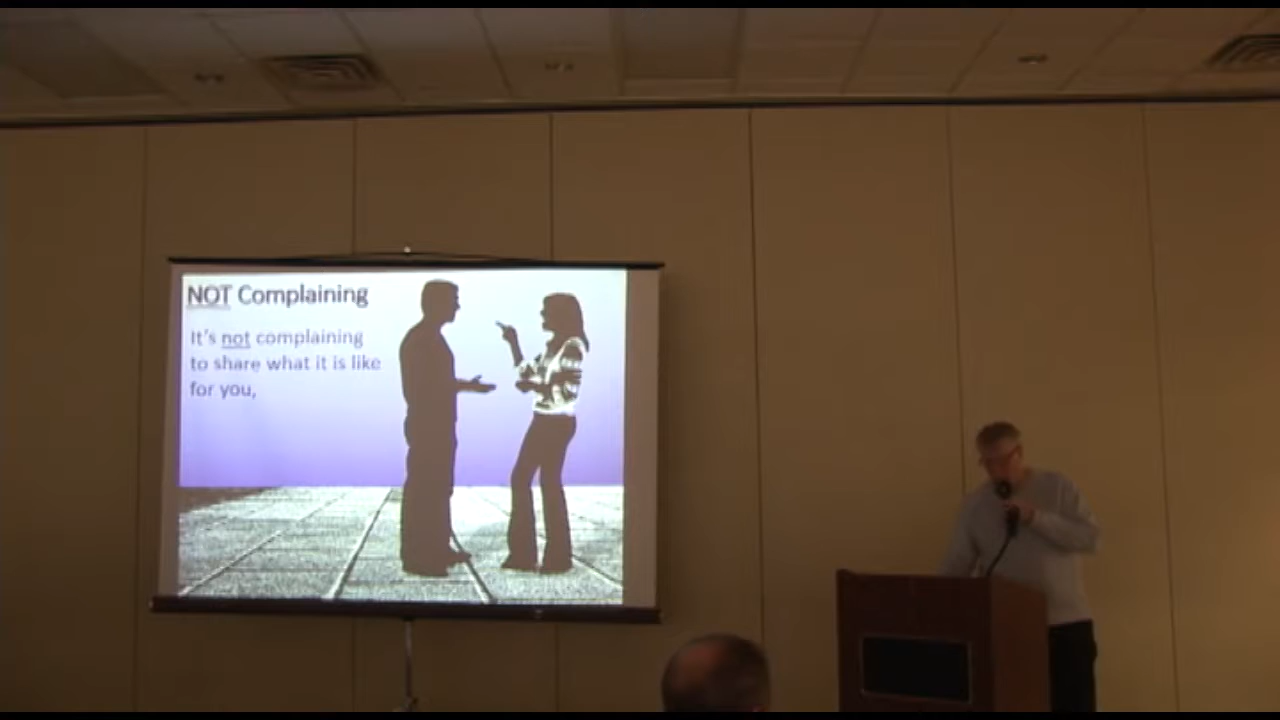 NOT Complaining
It's not complaining
to share what it is like
for you,